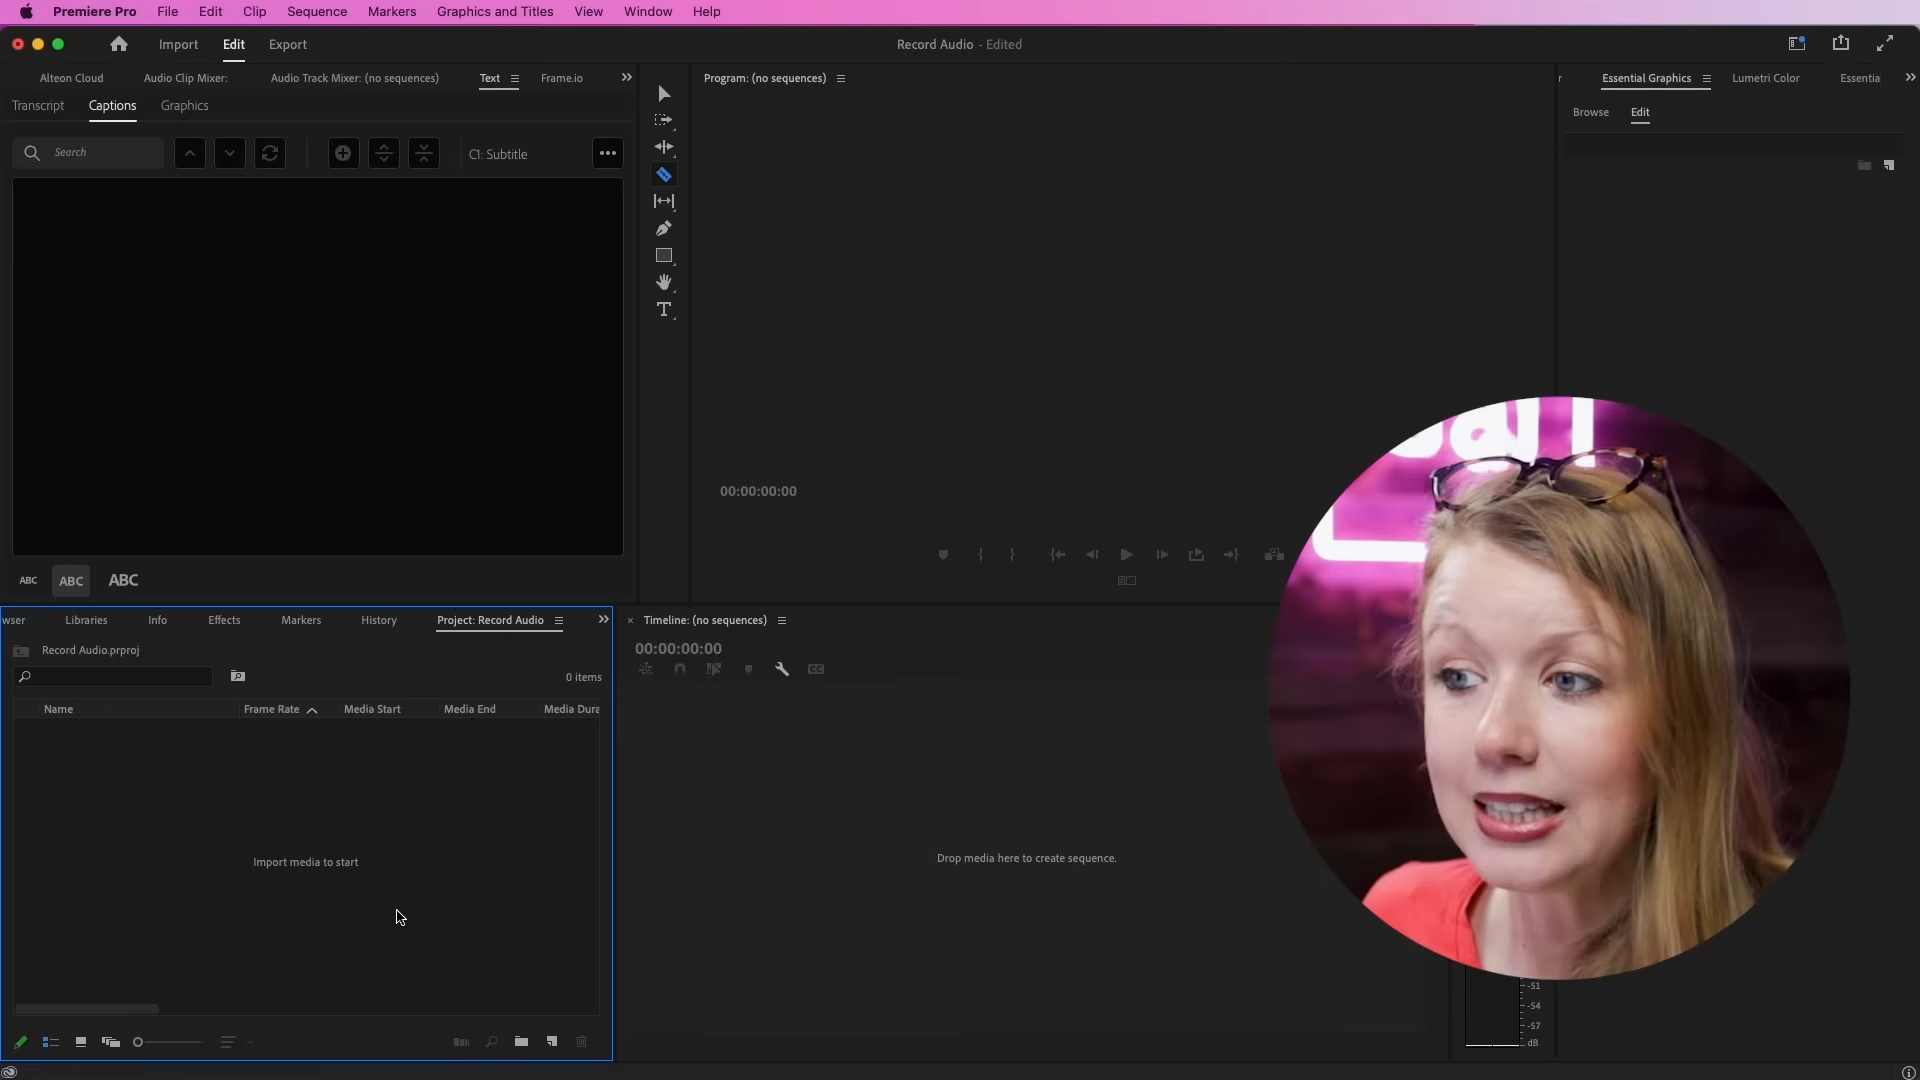 Premiere Pro File Edit Clip Sequence Markers Graphics and Titles View Window Help
Import Edit Export
Record Audio - Edited
Alteon Cloud Audio Clip Mixer: Audio Track Mixer: (no sequences) Text Frame.io
Transcript Captions Graphics
Search
C1: Subtitle
ABC ABC ABC
Program: (no sequences)
00:00:00:00
r Essential Graphics Lumetri Color Essentia
Browse Edit
wser Libraries Info Effects Markers History Project: Record Audio
Record Audio.prproj
0 items
Name Frame Rate Media Start Media End Media Dura
Import media to start
Timeline: (no sequences)
00:00:00:00
CC
Drop media here to create sequence.
-51
-54
-57
dB